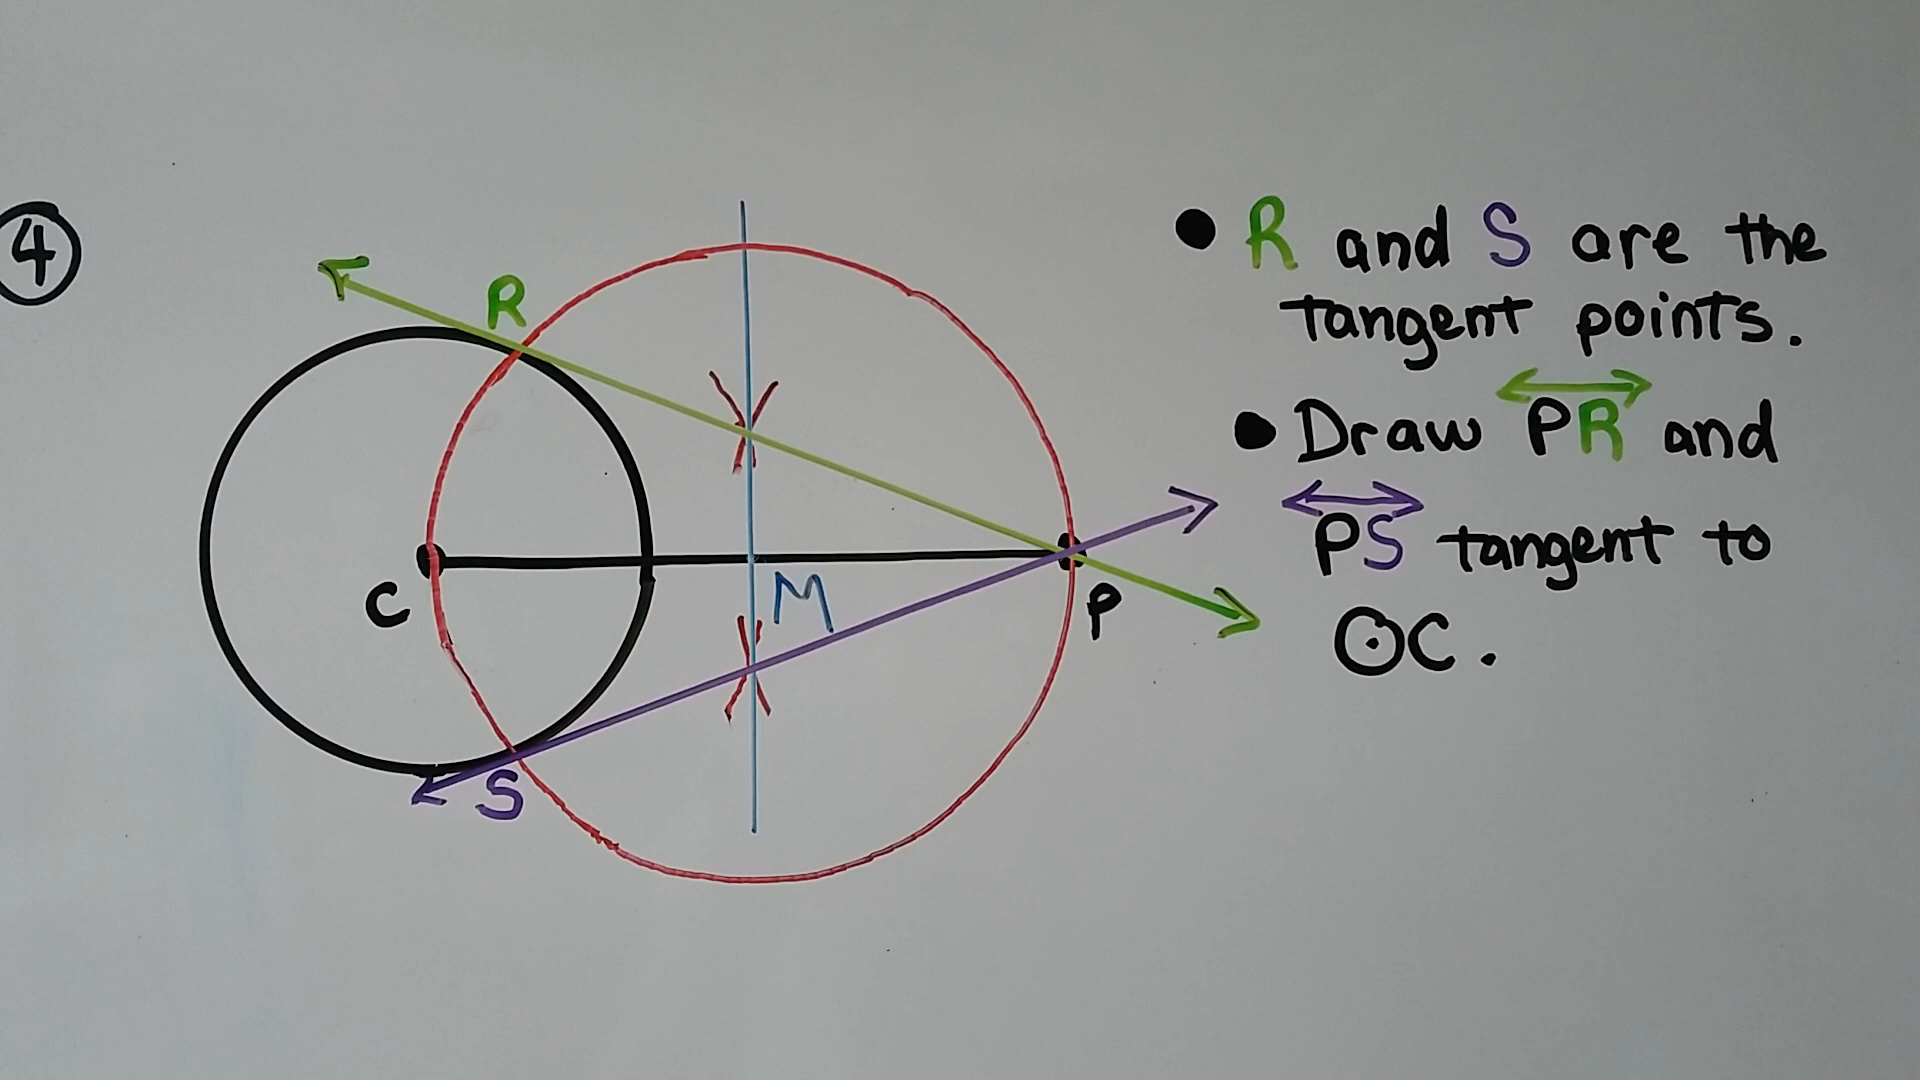 4
R
C
M
P
S
R and S are the
tangent points.
Draw PR and
PS tangent to
⊙C.